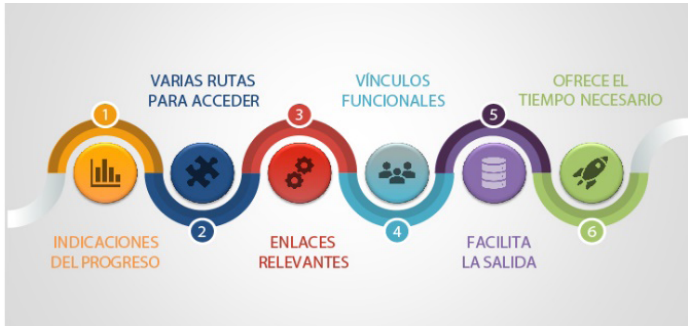 1
INDICACIONES
DEL PROGRESO
VARIAS RUTAS
PARA ACCEDER
2
3
ENLACES
RELEVANTES
VÍNCULOS
FUNCIONALES
4
5
FACILITA
LA SALIDA
OFRECE EL
TIEMPO NECESARIO
6